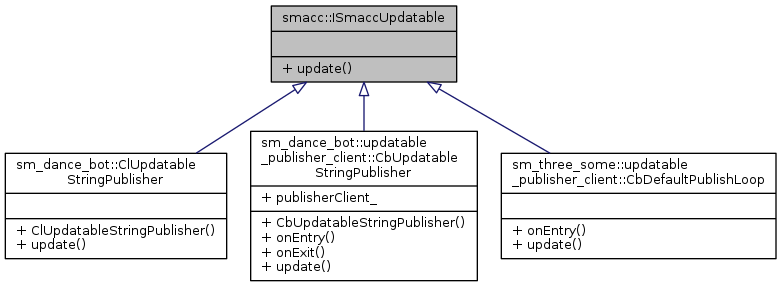 smacc::ISmaccUpdatable
+ update()
sm_dance_bot::ClUpdatable
StringPublisher
+ ClUpdatableStringPublisher()
+ update()
sm_dance_bot::updatable
_publisher_client::CbUpdatable
StringPublisher
+ publisherClient_
+ CbUpdatableStringPublisher()
+ onEntry()
+ onExit()
+ update()
sm_three_some::updatable
_publisher_client::CbDefaultPublishLoop
+ onEntry()
+ update()